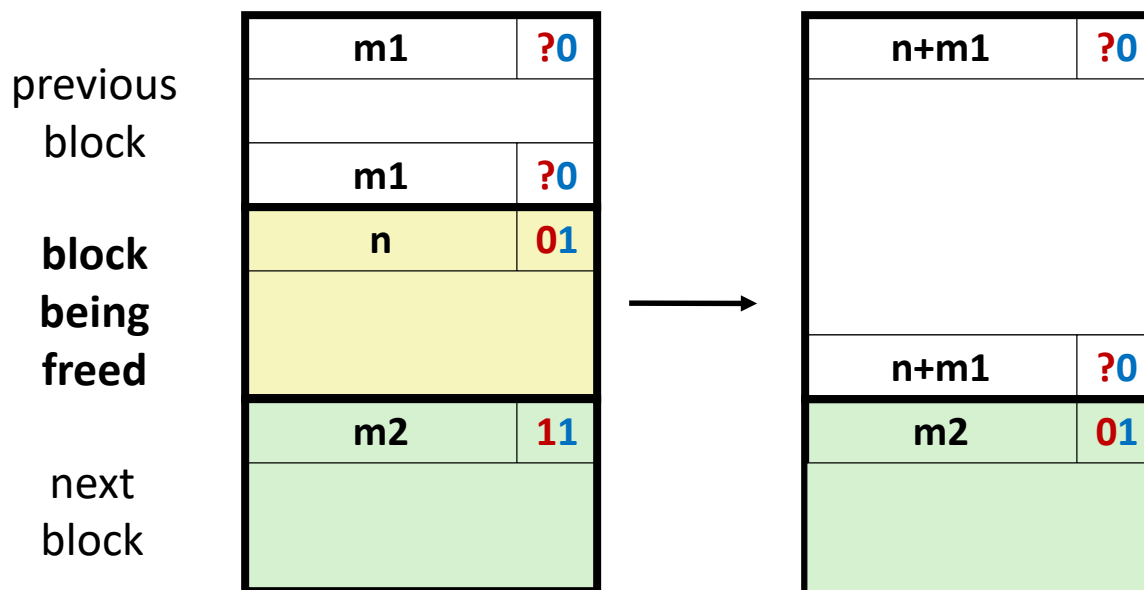 m1 ?0 n+m1 ?0
previous
block
m1 ?0
n 01
block
being
freed
n+m1 ?0
m2 11 m2 01
next
block